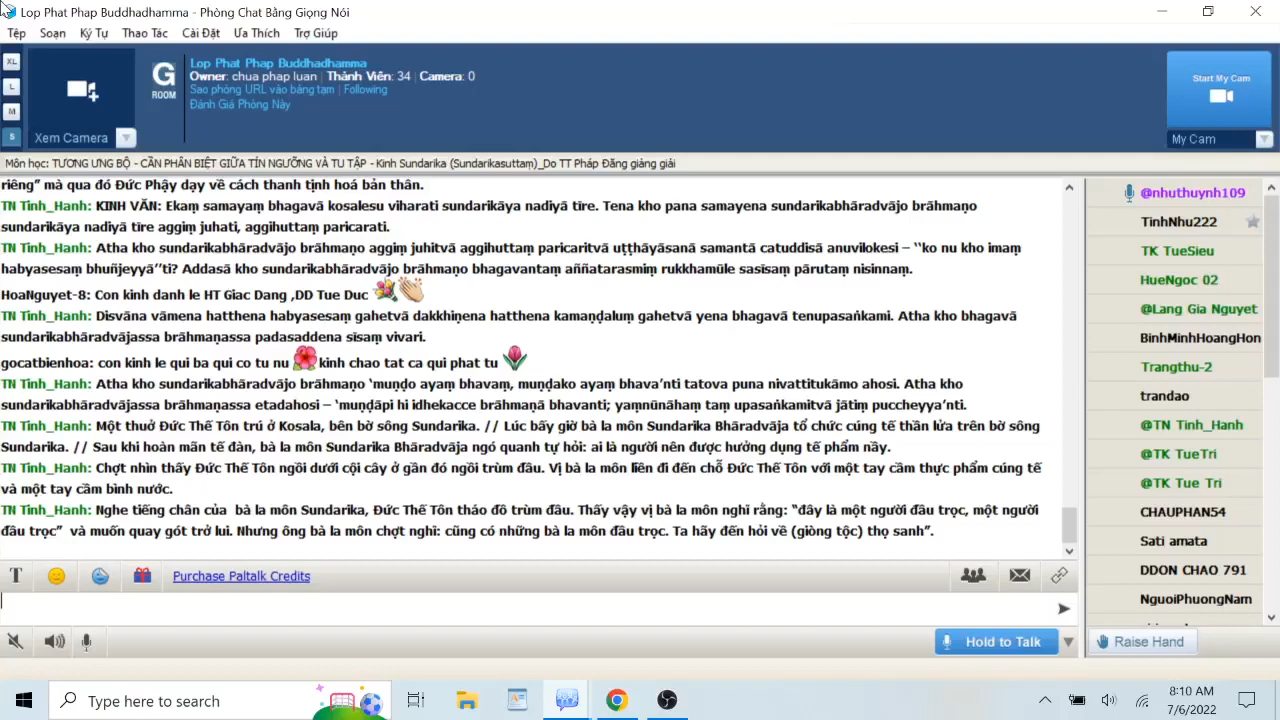 Lop Phat Phap Buddhadhamma - Phòng Chat Bằng Giọng Nói
Tệp Soạn Ký Tự Thao Tác Cài Đặt Ưa Thích Trợ Giúp
XL
L
M
S
Xem Camera
G
ROOM
Lop Phat Phap Buddhadhamma
Owner: chua phap luan | Thành Viên: 34 | Camera: 0
Sao phỏng URL vào bảng tạm | Following
Đánh Giá Phòng Này
Start My Cam
My Cam
Môn học: TƯƠNG ƯNG BỘ - CẦN PHÂN BIỆT GIỮA TÍN NGƯỠNG VÀ TU TẬP - Kinh Sundarika (Sundarikasuttaṃ)_Do TT Pháp Đăng giảng giải
riêng” mà qua đó Đức Phậy dạy về cách thanh tịnh hoá bản thân.
TN Tinh_Hanh: KINH VĂN: Ekaṃ samayaṃ bhagavā kosalesu viharati sundarikāya nadiyā tīre. Tena kho pana samayena sundarikabhāradvājo brāhmaṇo
sundarikāya nadiyā tīre aggiṃ juhati, aggihuttaṃ paricarati.
TN Tinh_Hanh: Atha kho sundarikabhāradvājo brāhmaṇo aggiṃ juhitvā aggihuttaṃ paricaritvā uṭṭhāyāsanā samantā catuddisā anuvilokesi – ‘‘ko nu kho imaṃ
habyasesaṃ bhuñjeyyā’’ti? Addasā kho sundarikabhāradvājo brāhmaṇo bhagavantaṃ aññatarasmiṃ rukkhamūle sasīsaṃ pārutaṃ nisinnaṃ.
HoaNguyet-8: Con kinh danh le HT Giac Dang ,DD Tue Duc
TN Tinh_Hanh: Disvāna vāmena hatthena habyasesaṃ gahetvā dakkhiṇena hatthena kamaṇḍaluṃ gahetvā yena bhagavā tenupasaṅkami. Atha kho bhagavā
sundarikabhāradvājassa brāhmaṇassa padasaddena sīsaṃ vivari.
gocatbienhoa: con kinh le qui ba qui co tu nu kinh chao tat ca qui phat tu
TN Tinh_Hanh: Atha kho sundarikabhāradvājo brāhmaṇo ‘muṇḍo ayaṃ bhavaṃ, muṇḍako ayaṃ bhava’nti tatova puna nivattitukāmo ahosi. Atha kho
sundarikabhāradvājassa brāhmaṇassa etadahosi – ‘muṇḍāpi hi idhekacce brāhmaṇā bhavanti; yaṃnūnāhaṃ taṃ upasaṅkamitvā jātiṃ puccheyya’nti.
TN Tinh_Hanh: Một thuở Đức Thế Tôn trú ở Kosala, bên bờ sông Sundarika. // Lúc bấy giờ bà la môn Sundarika Bhāradvāja tổ chức cúng tế thần lửa trên bờ sông
Sundarika. // Sau khi hoàn mãn tế đàn, bà la môn Sundarika Bhāradvāja ngó quanh tự hỏi: ai là người nên được hưởng dụng tế phẩm nầy.
TN Tinh_Hanh: Chợt nhìn thấy Đức Thế Tôn ngồi dưới cội cây ở gần đó ngồi trùm đầu. Vị bà la môn liền đi đến chỗ Đức Thế Tôn với một tay cầm thực phẩm cúng tế
và một tay cầm bình nước.
TN Tinh_Hanh: Nghe tiếng chân của bà la môn Sundarika, Đức Thế Tôn tháo đồ trùm đầu. Thấy vậy vị bà la môn nghĩ rằng: “đây là một người đầu trọc, một người
đầu trọc” và muốn quay gót trở lui. Nhưng ông bà la môn chợt nghĩ: cũng có những bà la môn đầu trọc. Ta hãy đến hỏi về (giòng tộc) thọ sanh”.
@nhuthuynh109
TinhNhu222
TK TueSieu
HueNgoc 02
@Lang Gia Nguyet
BinhMinhHoangHon
Trangthu-2
trandao
@TN Tinh_Hanh
@TK TueTri
@TK Tue Tri
CHAUPHAN54
Sati amata
DDON CHAO 791
NguoiPhuongNam
T Purchase Paltalk Credits
Hold to Talk
Raise Hand
Type here to search
8:10 AM
7/6/2022